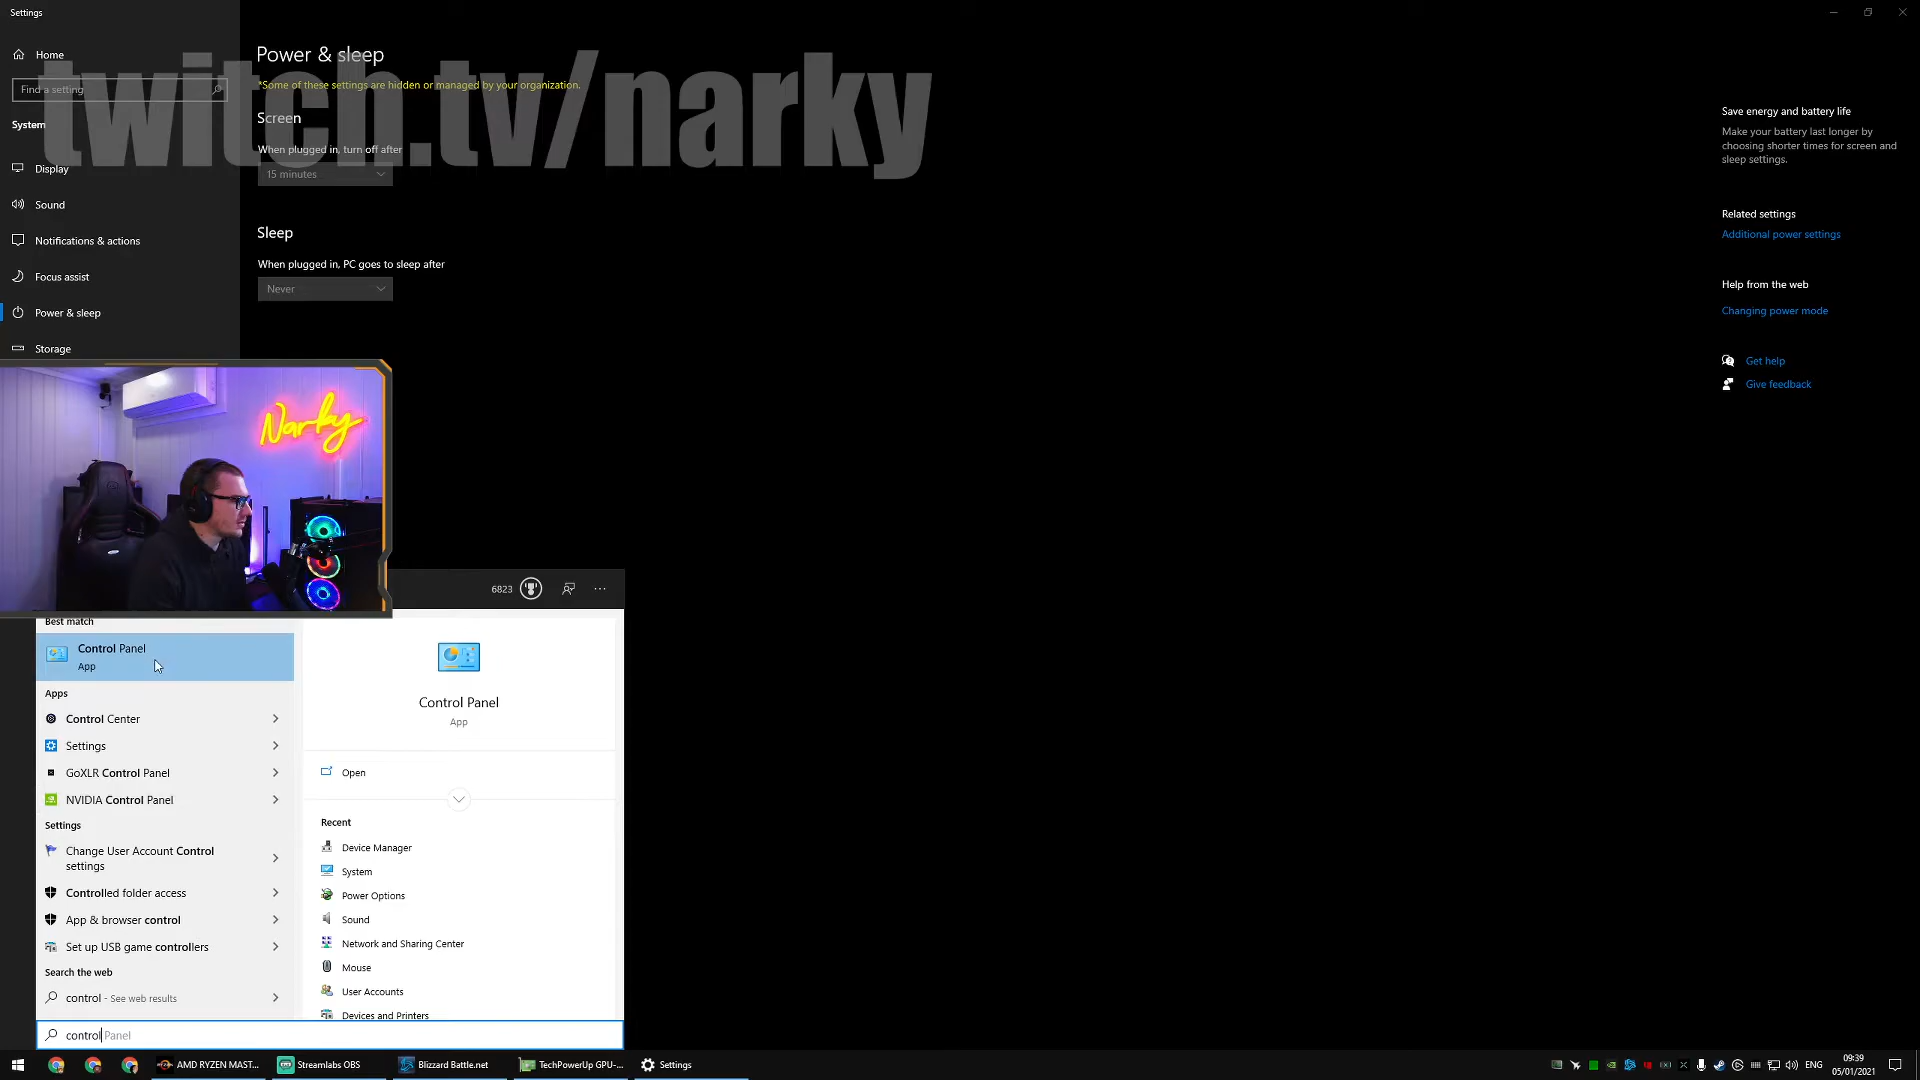 Settings
Home
Find a setting
System
Display
Sound
Notifications & actions
Focus assist
Power & sleep
Storage
twitch.tv/narky
Power & sleep
*Some of these settings are hidden or managed by your organization.
Screen
When plugged in, turn off after
15 minutes
Sleep
When plugged in, PC goes to sleep after
Never
Save energy and battery life
Make your battery last longer by
choosing shorter times for screen and
sleep settings.
Related settings
Additional power settings
Help from the web
Changing power mode
Get help
Give feedback
Narky
6823
Best match
Control Panel
App
Apps
Control Center
Settings
GoXLR Control Panel
NVIDIA Control Panel
Settings
Change User Account Control
settings
Controlled folder access
App & browser control
Set up USB game controllers
Search the web
control - See web results
Control Panel
App
Open
Recent
Device Manager
System
Power Options
Sound
Network and Sharing Center
Mouse
User Accounts
Devices and Printers
control Panel
AMD RYZEN MAST...
Streamlabs OBS
Blizzard Battle.net
TechPowerUp GPU-...
Settings
ENG
09:39
05/01/2021